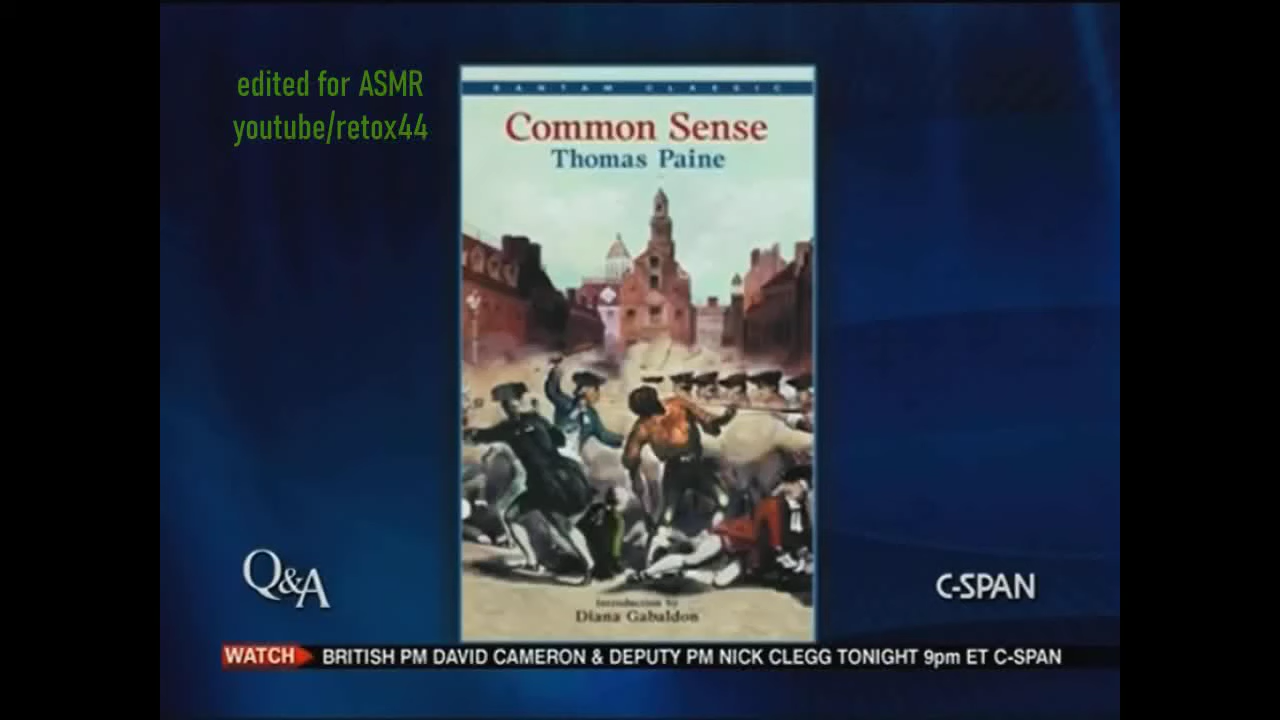 edited for ASMR
youtube/retox44
BANTAM CLASSIC
Common Sense
Thomas Paine
Introduction by
Diana Gabaldon
Q&A
C-SPAN
WATCH BRITISH PM DAVID CAMERON & DEPUTY PM NICK CLEGG TONIGHT 9pm ET C-SPAN